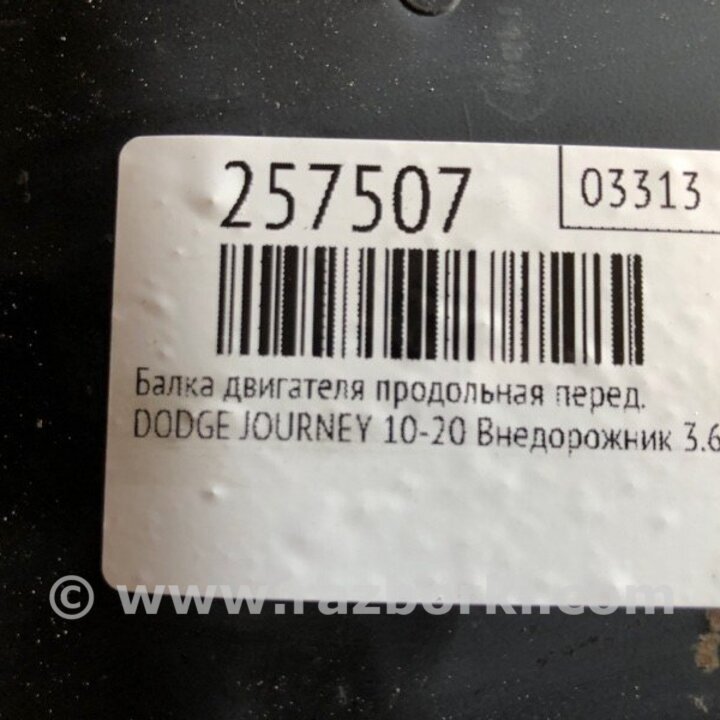 257507
03313
Балка двигателя продольная перед.
DODGE JOURNEY 10-20 Внедорожник 3.6
© www.razborki.com